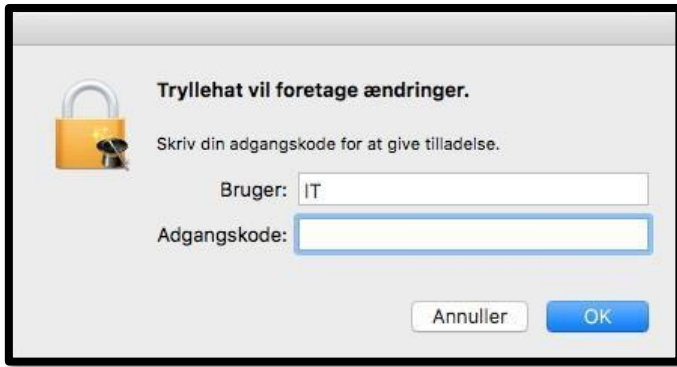 Tryllehat vil foretage ændringer.
Skriv din adgangskode for at give tilladelse.
Bruger: IT
Adgangskode:
Annuller OK